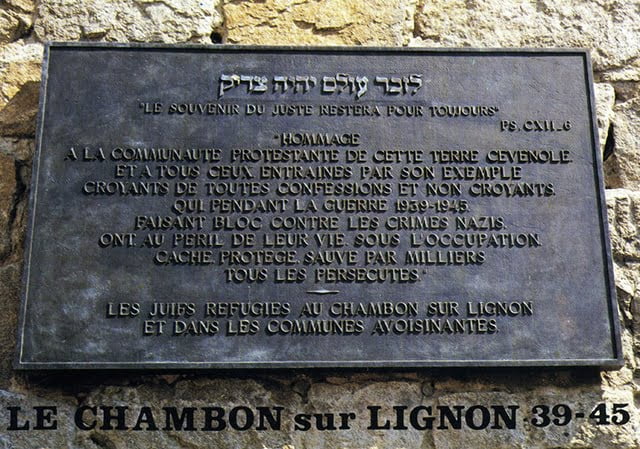 לזכר עולם יהיה צדיק
"LE SOUVENIR DU JUSTE RESTERA POUR TOUJOURS"
PS. CXII_6
"HOMMAGE
A LA COMMUNAUTE PROTESTANTE DE CETTE TERRE CEVENOLE.
ET A TOUS CEUX ENTRAINES PAR SON EXEMPLE
CROYANTS DE TOUTES CONFESSIONS ET NON CROYANTS.
QUI PENDANT LA GUERRE 1939-1945.
FAISANT BLOC CONTRE LES CRIMES NAZIS.
ONT. AU PERIL DE LEUR VIE. SOUS L'OCCUPATION.
CACHE. PROTEGE. SAUVE PAR MILLIERS
TOUS LES PERSECUTES."
LES JUIFS REFUGIES AU CHAMBON SUR LIGNON
ET DANS LES COMMUNES AVOISINANTES.
LE CHAMBON sur LIGNON 39-45